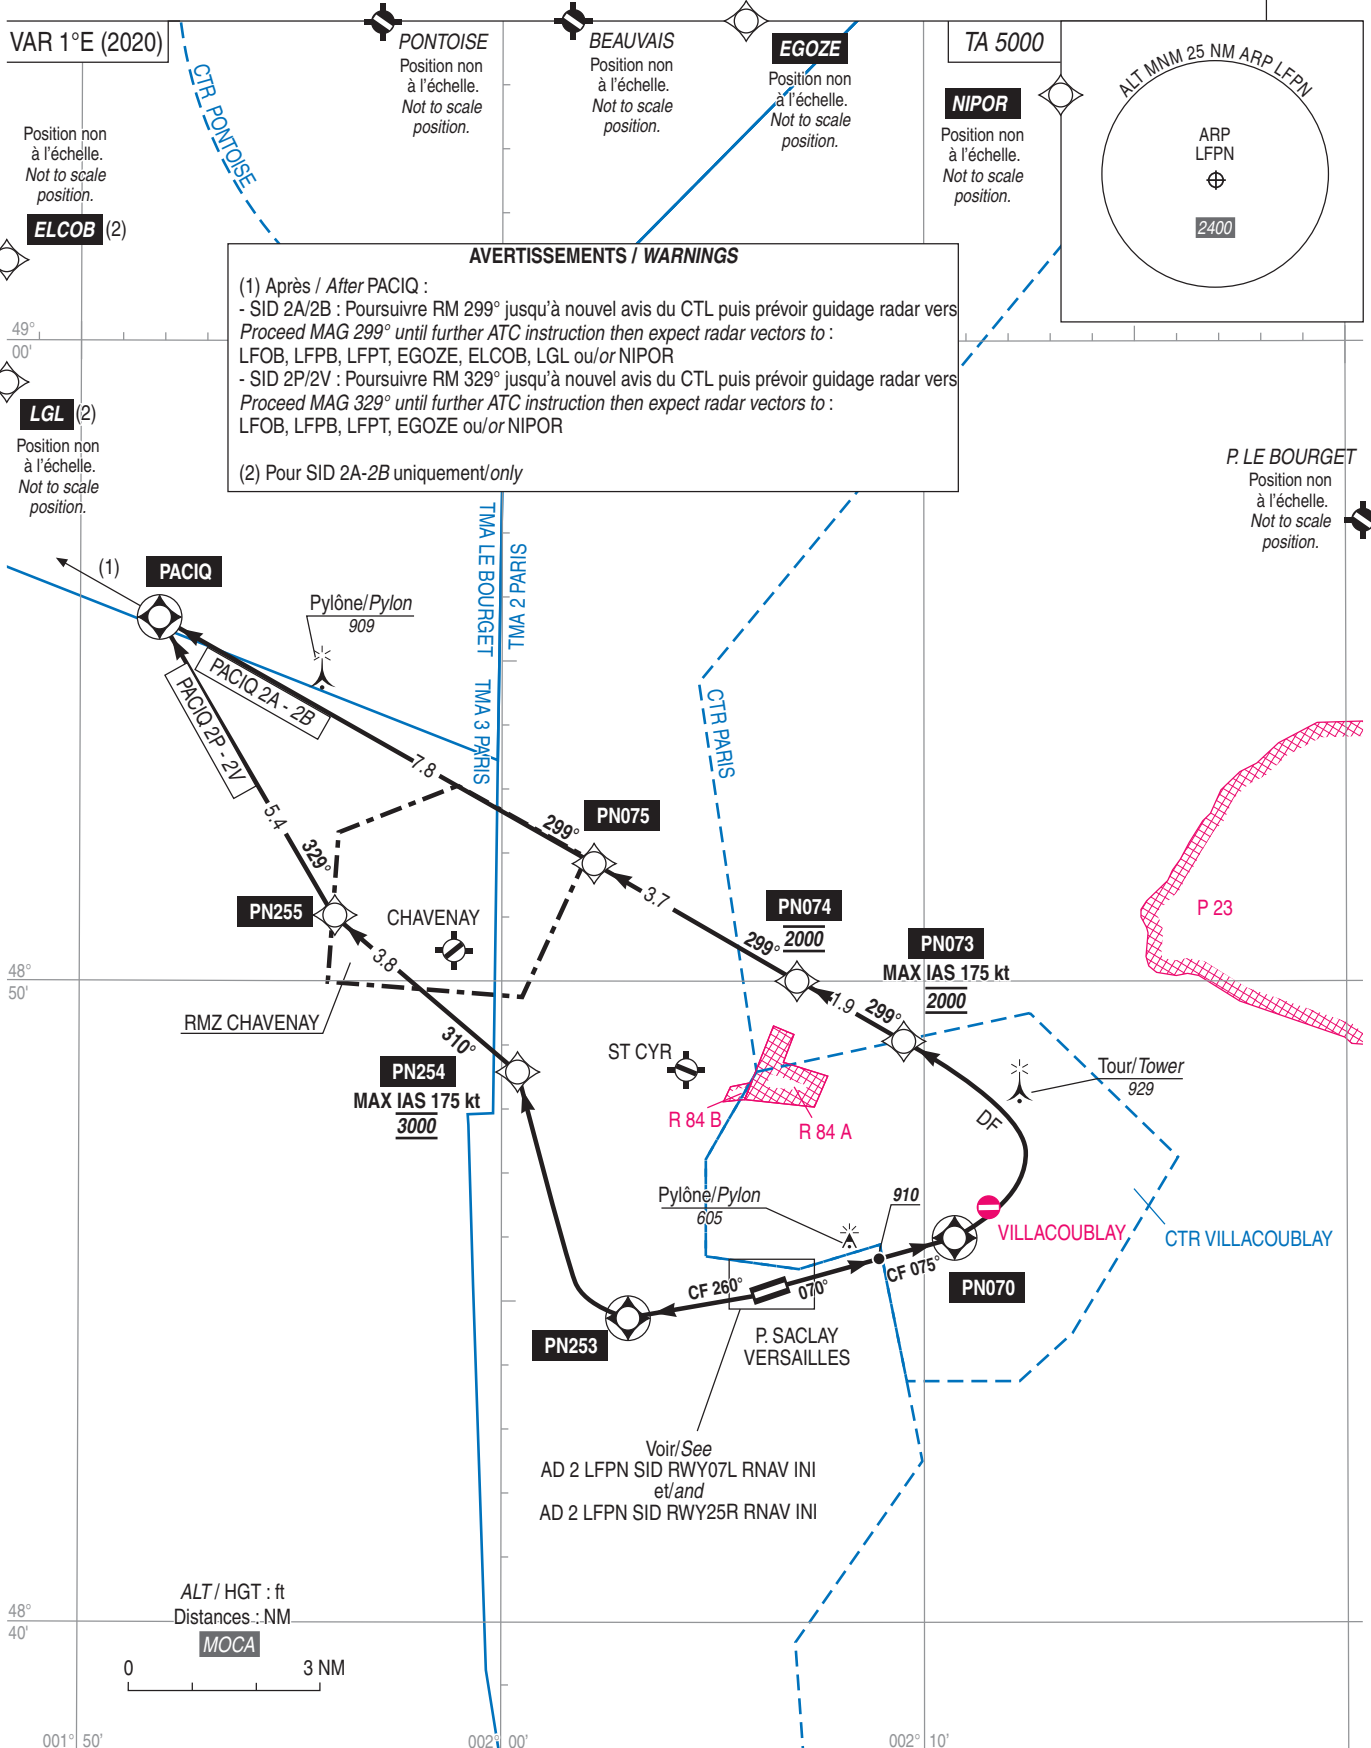 VAR 1°E (2020)
PONTOISE
Position non
à l'échelle.
Not to scale
position.
BEAUVAIS
Position non
à l'échelle.
Not to scale
position.
EGOZE
Position non
à l'échelle.
Not to scale
position.
TA 5000
NIPOR
Position non
à l'échelle.
Not to scale
position.
ALT MNM 25 NM ARP LFPN
ARP
LFPN
2400
CTR PONTOISE
Position non
à l'échelle.
Not to scale
position.
ELCOB (2)
49°
00'
LGL (2)
Position non
à l'échelle.
Not to scale
position.
AVERTISSEMENTS / WARNINGS
(1) Après / After PACIQ :
- SID 2A/2B : Poursuivre RM 299° jusqu'à nouvel avis du CTL puis prévoir guidage radar vers
Proceed MAG 299° until further ATC instruction then expect radar vectors to :
LFOB, LFPB, LFPT, EGOZE, ELCOB, LGL ou/or NIPOR
- SID 2P/2V : Poursuivre RM 329° jusqu'à nouvel avis du CTL puis prévoir guidage radar vers
Proceed MAG 329° until further ATC instruction then expect radar vectors to :
LFOB, LFPB, LFPT, EGOZE ou/or NIPOR
(2) Pour SID 2A-2B uniquement/only
P. LE BOURGET
Position non
à l'échelle.
Not to scale
position.
(1)
PACIQ
Pylône/Pylon
909
TMA LE BOURGET
TMA 2 PARIS
TMA 3 PARIS
CTR PARIS
PACIQ 2A - 2B
PACIQ 2P - 2V
7.8
5.4
299°
PN075
329°
3.7
PN255
CHAVENAY
3.8
PN074
2000
299°
P 23
PN073
MAX IAS 175 kt
2000
1.9
299°
48°
50'
RMZ CHAVENAY
310°
PN254
MAX IAS 175 kt
3000
ST CYR
R 84 B
R 84 A
Tour/Tower
929
DF
Pylône/Pylon
605
910
VILLACOUBLAY
CTR VILLACOUBLAY
CF 260°
070°
CF 075°
PN070
PN253
P. SACLAY
VERSAILLES
Voir/See
AD 2 LFPN SID RWY07L RNAV INI
et/and
AD 2 LFPN SID RWY25R RNAV INI
ALT / HGT : ft
Distances : NM
MOCA
0 3 NM
48°
40'
001° 50'
002° 00'
002° 10'